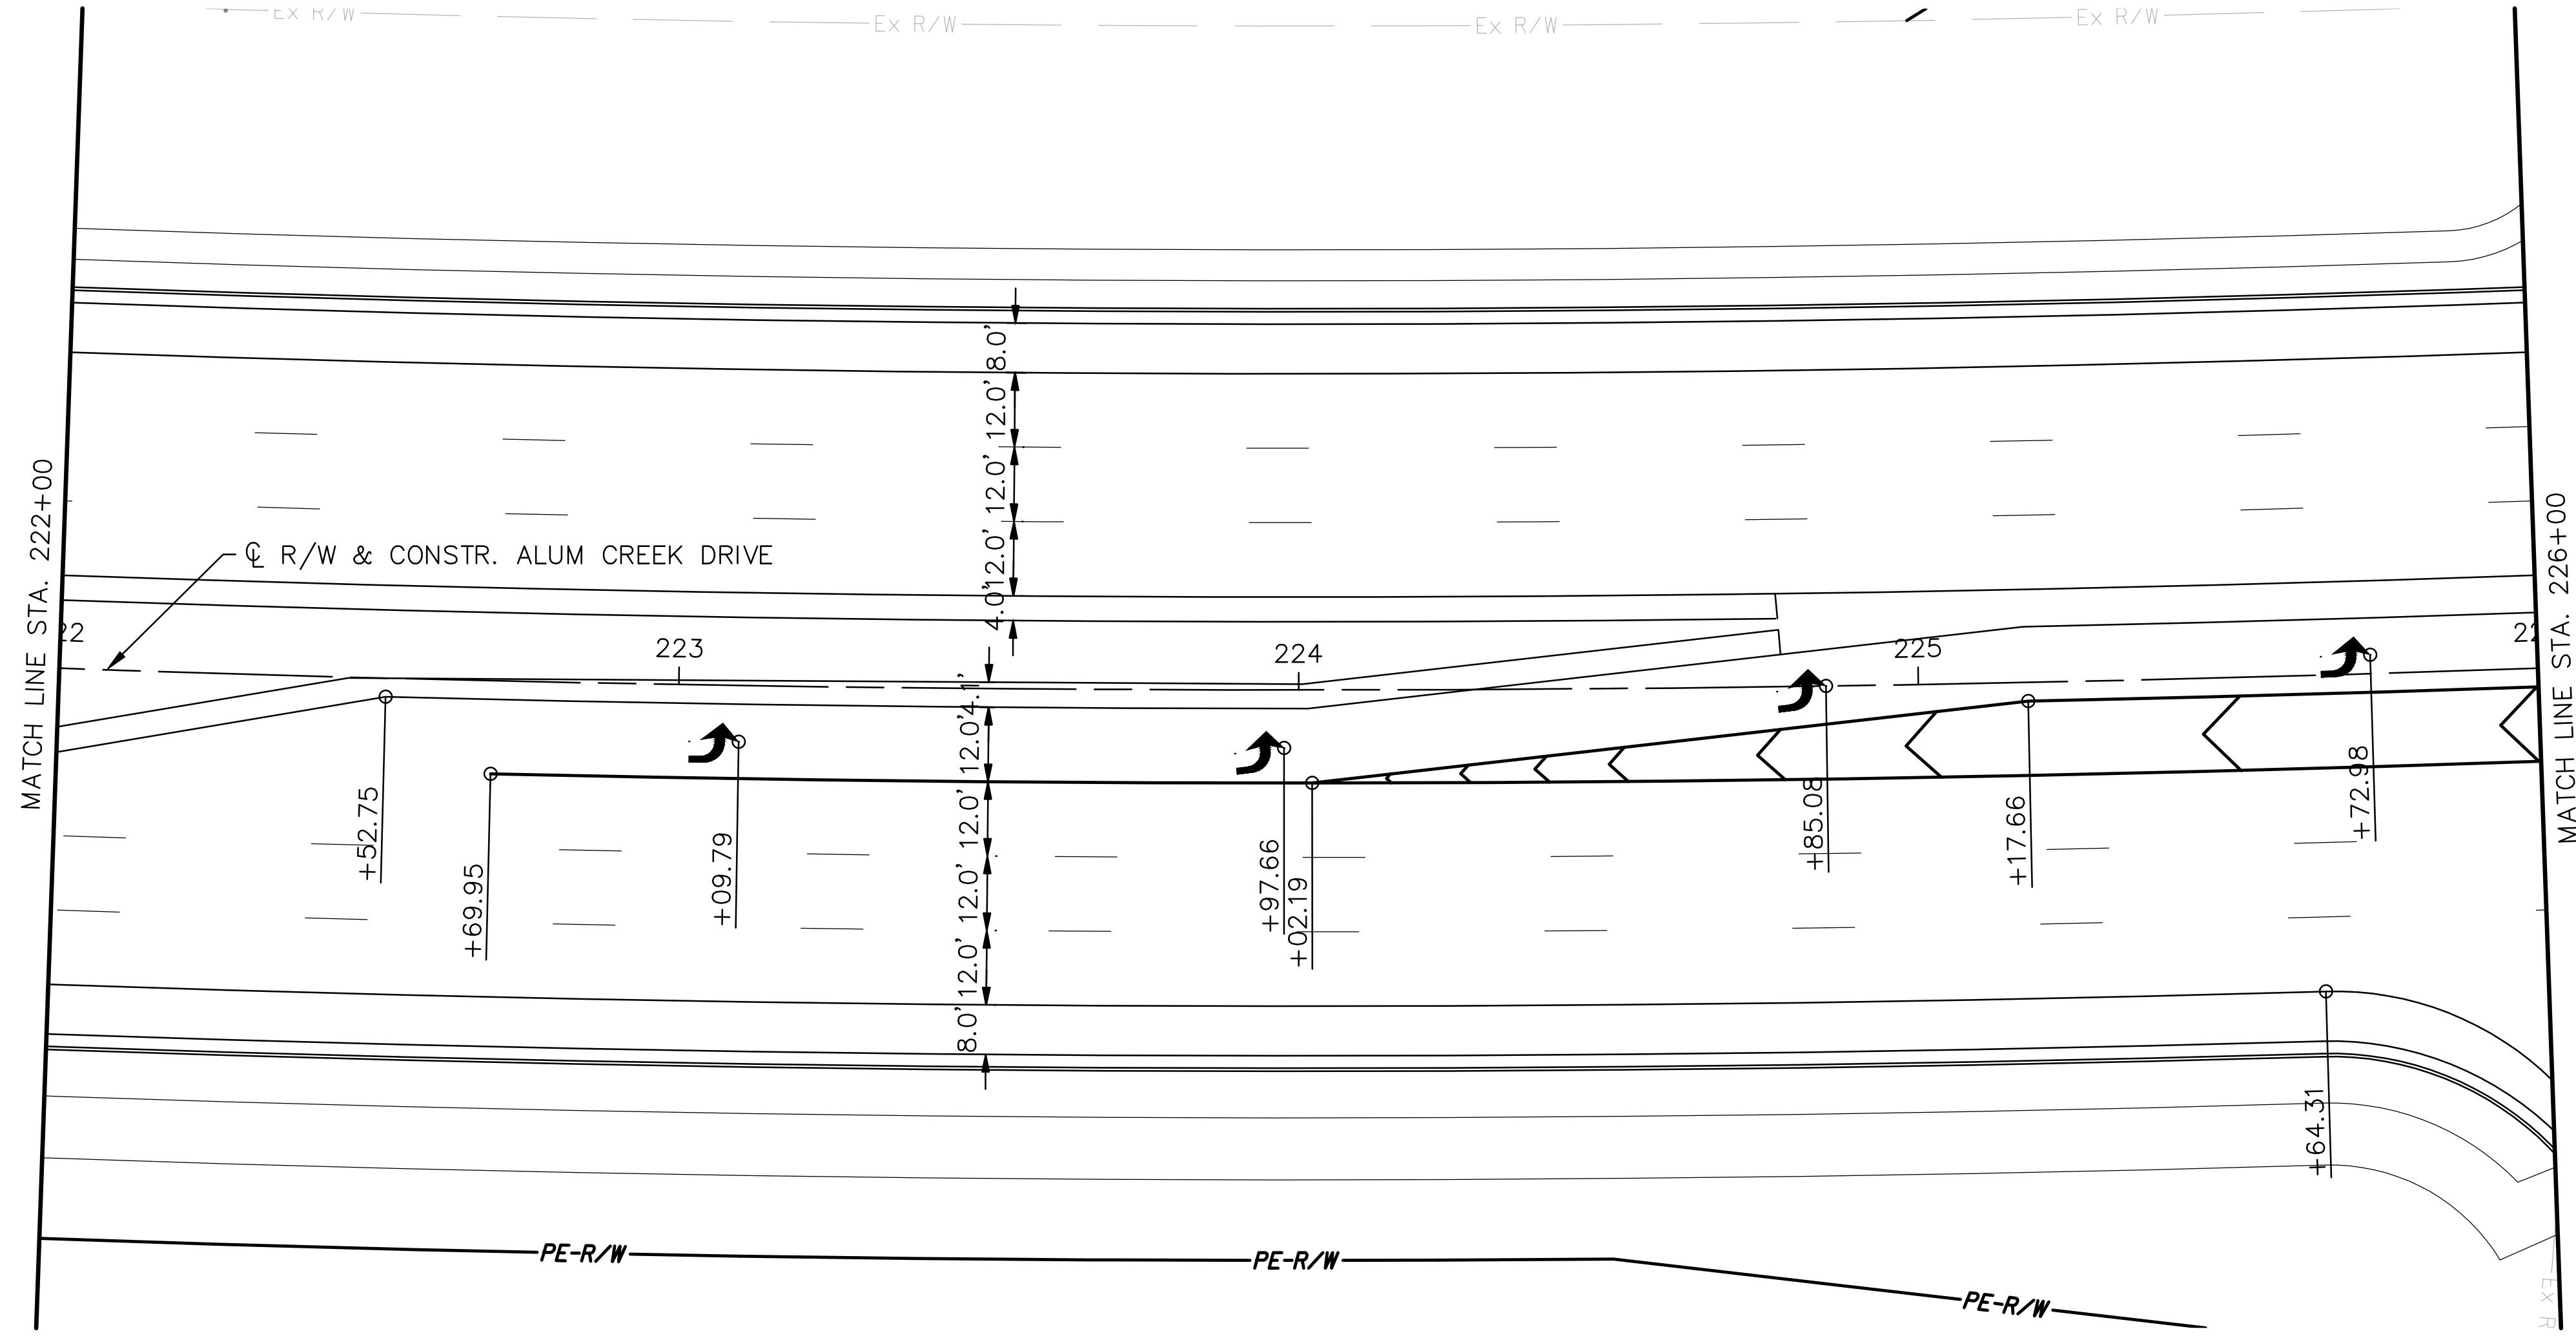 Ex R/W
Ex R/W
Ex R/W
Ex R/W
MATCH LINE STA. 222+00
MATCH LINE STA. 226+00
8.0'
12.0'
12.0'
12.0'
4.0'
℄ R/W & CONSTR. ALUM CREEK DRIVE
22
223
224
225
22
4.1'
12.0'
12.0'
12.0'
12.0'
8.0'
+52.75
+69.95
+09.79
+97.66
+02.19
+85.08
+17.66
+72.98
+64.31
PE-R/W
PE-R/W
PE-R/W
Ex R